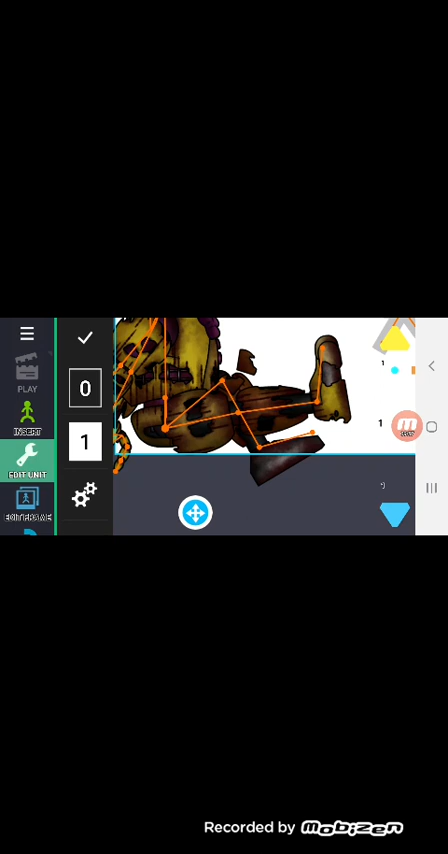 PLAY
INSERT
EDIT UNIT
EDIT FRAME
0
1
1
1
Recorded by Mobizen